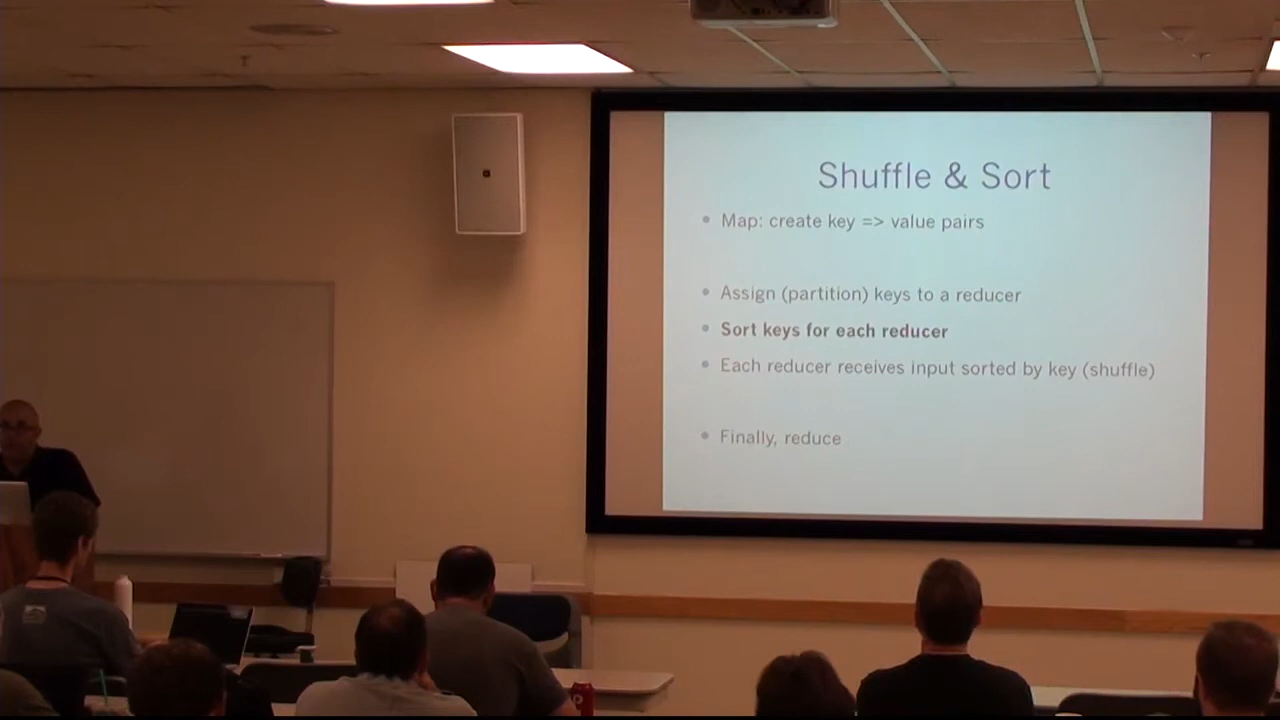 Shuffle & Sort
• Map: create key => value pairs
• Assign (partition) keys to a reducer
• Sort keys for each reducer
• Each reducer receives input sorted by key (shuffle)
• Finally, reduce